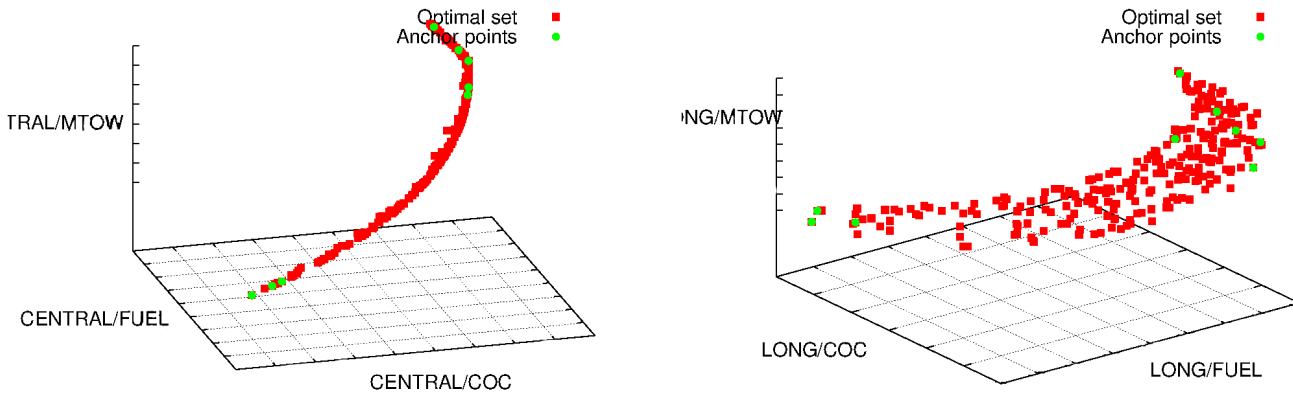 Optimal set
Anchor points
TRAL/MTOW
CENTRAL/FUEL
CENTRAL/COC
Optimal set
Anchor points
NG/MTOW
LONG/COC
LONG/FUEL